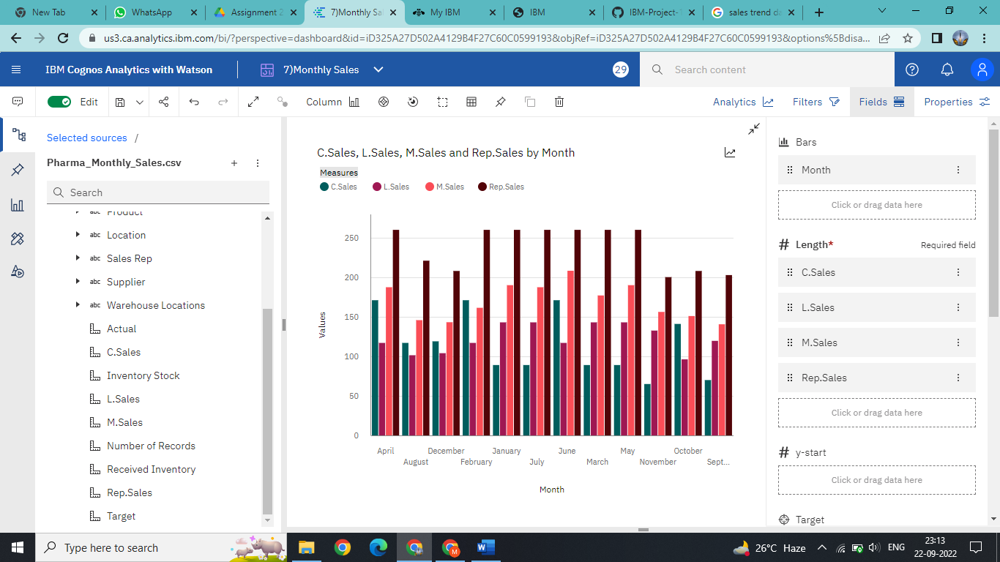 New Tab
WhatsApp
Assignment 2
7)Monthly Sal
My IBM
IBM
IBM-Project-1
sales trend da
us3.ca.analytics.ibm.com/bi/?perspective=dashboard&id=iD325A27D502A4129B4F27C60C0599193&objRef=iD325A27D502A4129B4F27C60C0599193&options%5Bdisa...
IBM Cognos Analytics with Watson
7)Monthly Sales
29
Search content
Edit
Column
Analytics
Filters
Fields
Properties
Selected sources /
Pharma_Monthly_Sales.csv
Search
abc Product
abc Location
abc Sales Rep
abc Supplier
abc Warehouse Locations
Actual
C.Sales
Inventory Stock
L.Sales
M.Sales
Number of Records
Received Inventory
Rep.Sales
Target
C.Sales, L.Sales, M.Sales and Rep.Sales by Month
Measures
C.Sales L.Sales M.Sales Rep.Sales
Values
250
200
150
100
50
0
April December January June May October
August February July March November Sept...
Month
Bars
Month
Click or drag data here
# Length* Required field
C.Sales
L.Sales
M.Sales
Rep.Sales
Click or drag data here
# y-start
Click or drag data here
Target
Type here to search
26°C Haze
ENG
23:13
22-09-2022